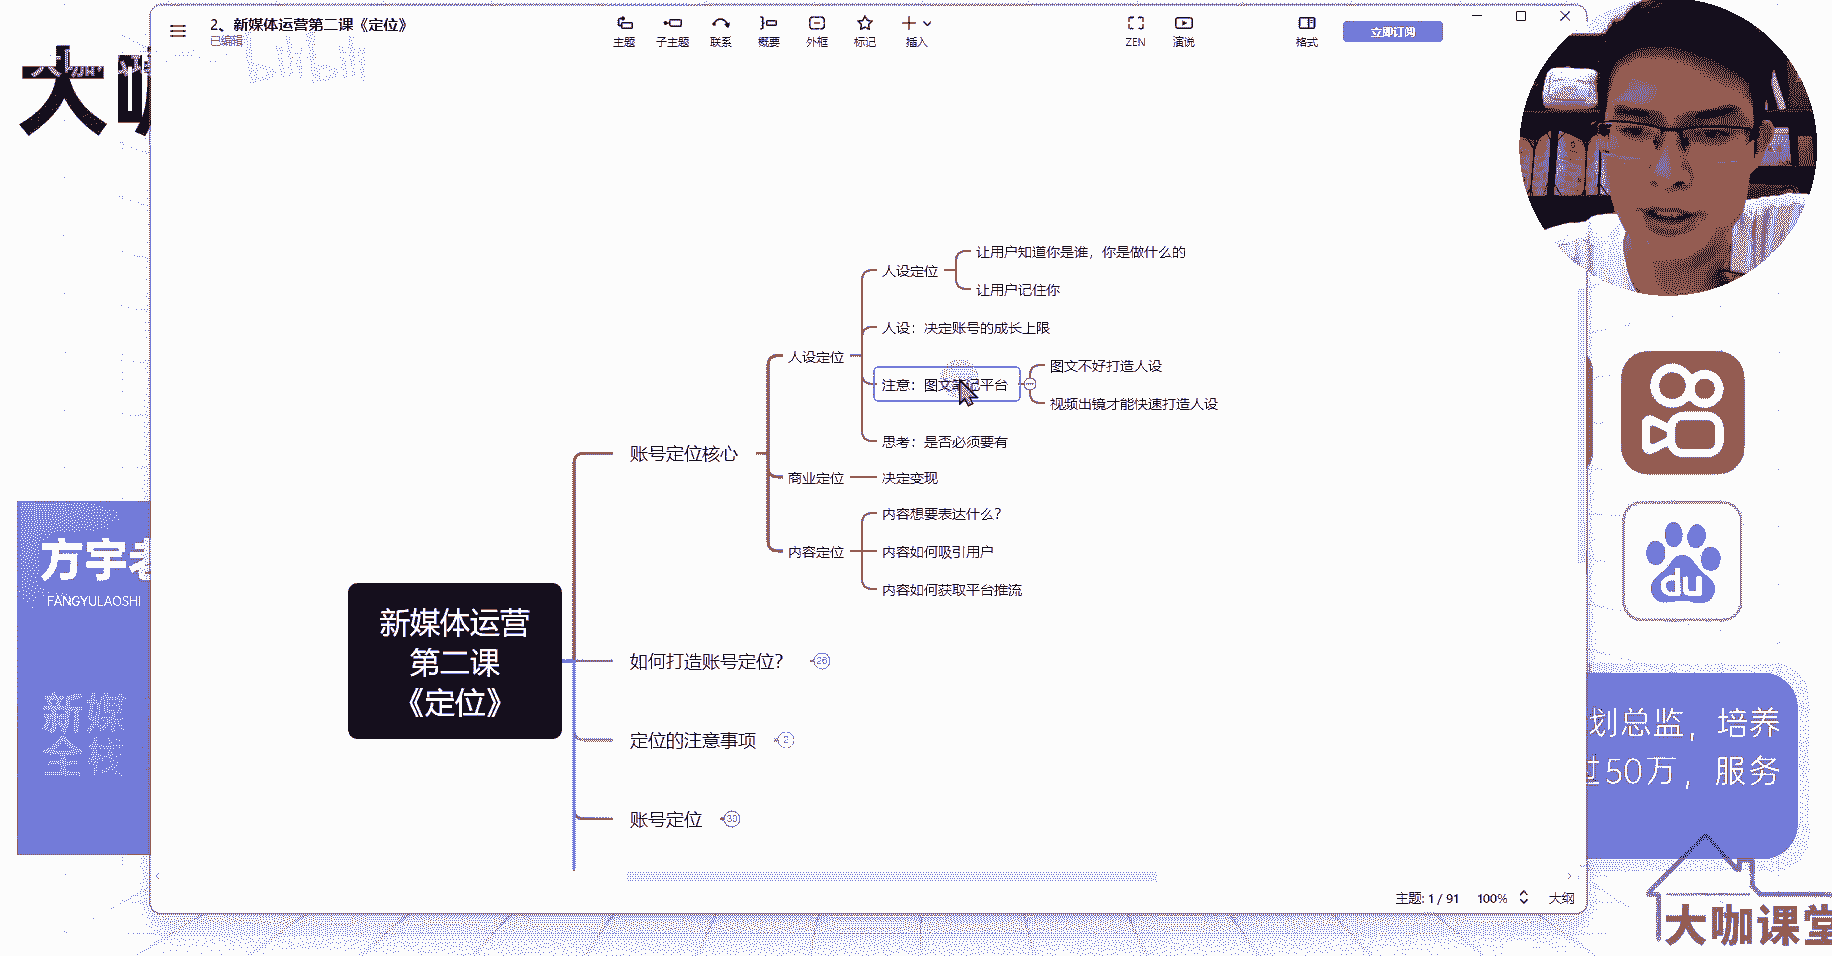 2、新媒体运营第二课《定位》
已编辑
主题
子主题
联系
概要
外框
标记
插入
ZEN
演说
格式
立即订阅
bilibili
大咖
让用户知道你是谁，你是做什么的
人设定位
让用户记住你
人设：决定账号的成长上限
人设定位
图文不好打造人设
注意：图文笔记平台
视频出镜才能快速打造人设
思考：是否必须要有
账号定位核心
商业定位
决定变现
内容想要表达什么？
内容定位
内容如何吸引用户
内容如何获取平台推流
新媒体运营
第二课
《定位》
如何打造账号定位？
26
定位的注意事项
2
账号定位
30
方宇老
FANGYULAOSHI
新媒
全栈
du
划总监，培养
过50万，服务
主题: 1 / 91
100%
大纲
大咖课堂